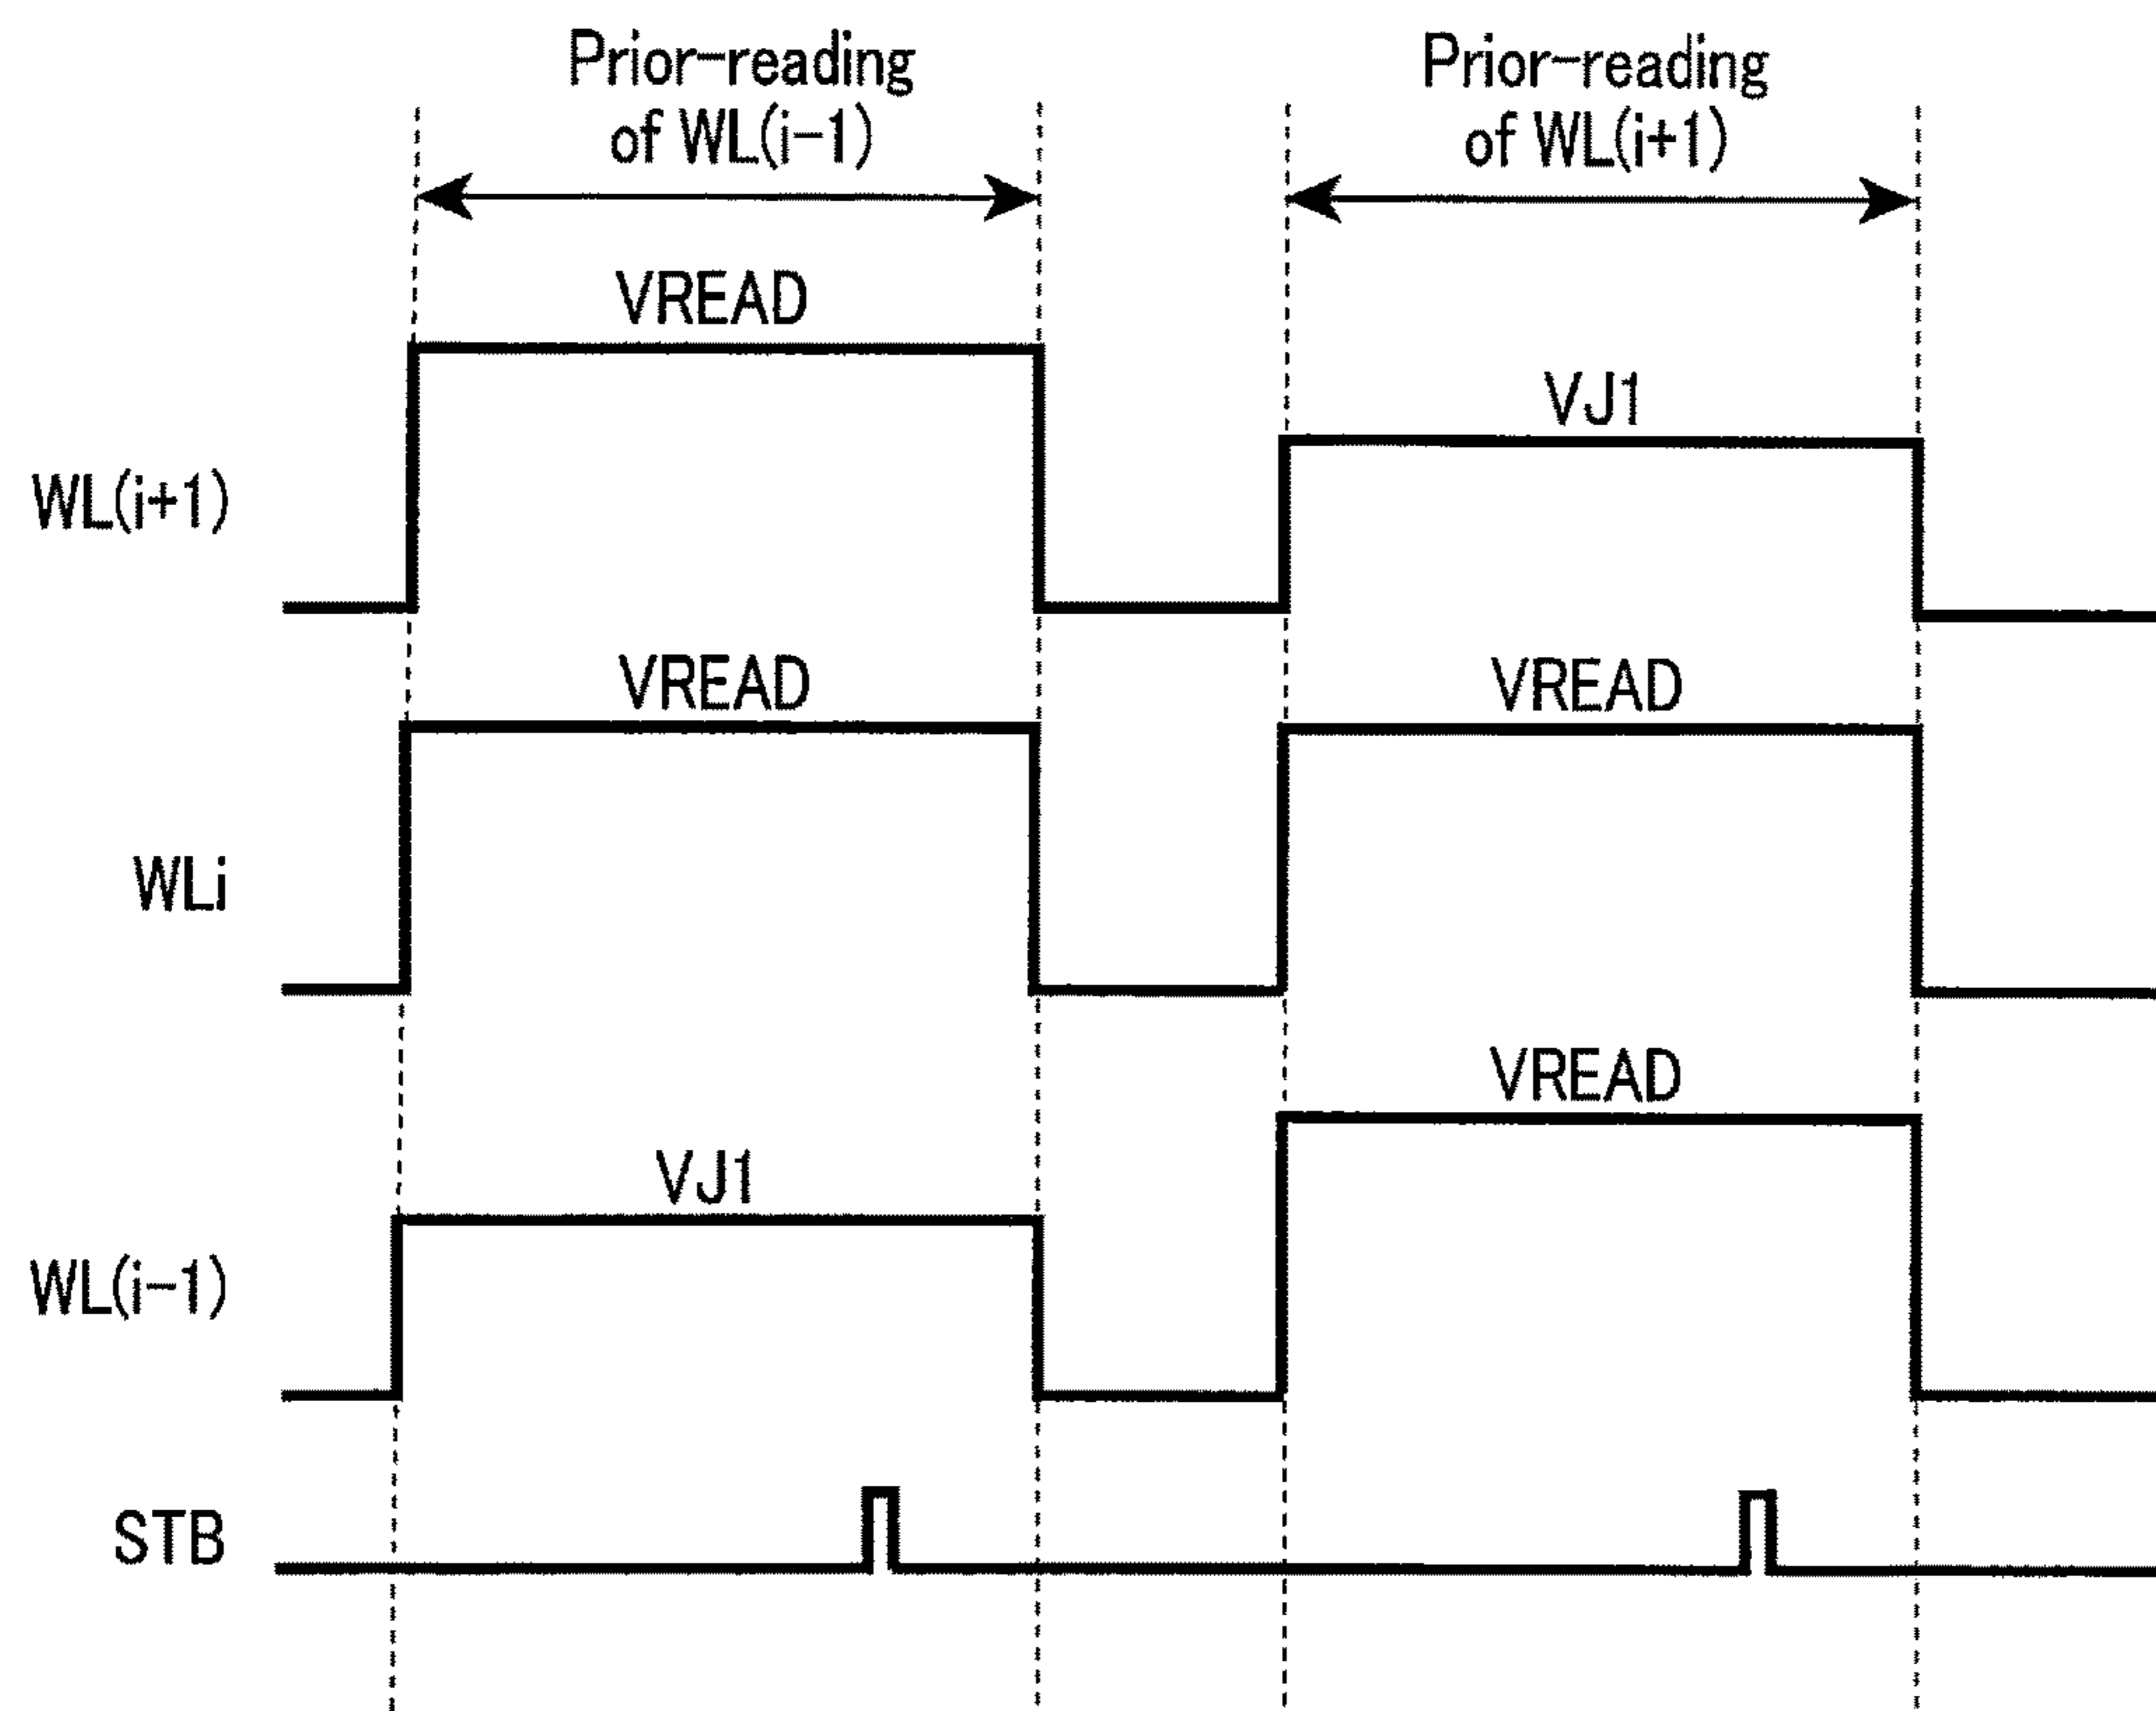 Prior-reading
of WL(i-1)
Prior-reading
of WL(i+1)
VREAD
VJ1
WL(i+1)
VREAD
VREAD
WLi
VREAD
VJ1
WL(i-1)
STB